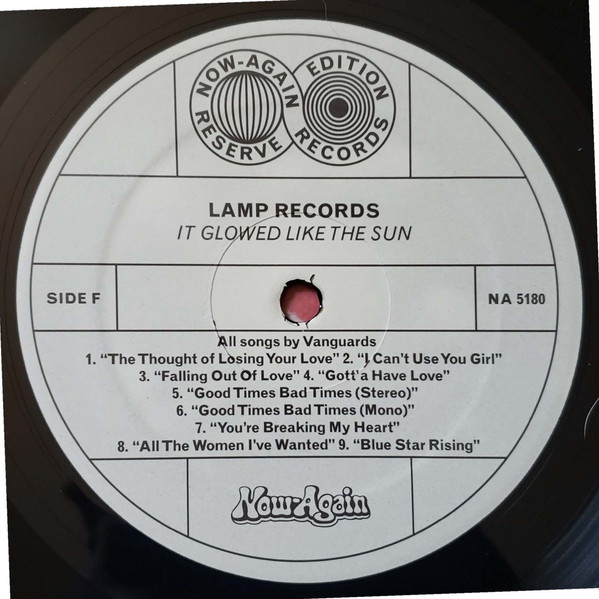 NOW-AGAIN RESERVE
EDITION RECORDS
LAMP RECORDS
IT GLOWED LIKE THE SUN
SIDE F
NA 5180
All songs by Vanguards
1. “The Thought of Losing Your Love” 2. “I Can't Use You Girl”
3. “Falling Out Of Love” 4. “Gott'a Have Love”
5. “Good Times Bad Times (Stereo)”
6. “Good Times Bad Times (Mono)”
7. “You're Breaking My Heart”
8. “All The Women I've Wanted” 9. “Blue Star Rising”
Now-Again